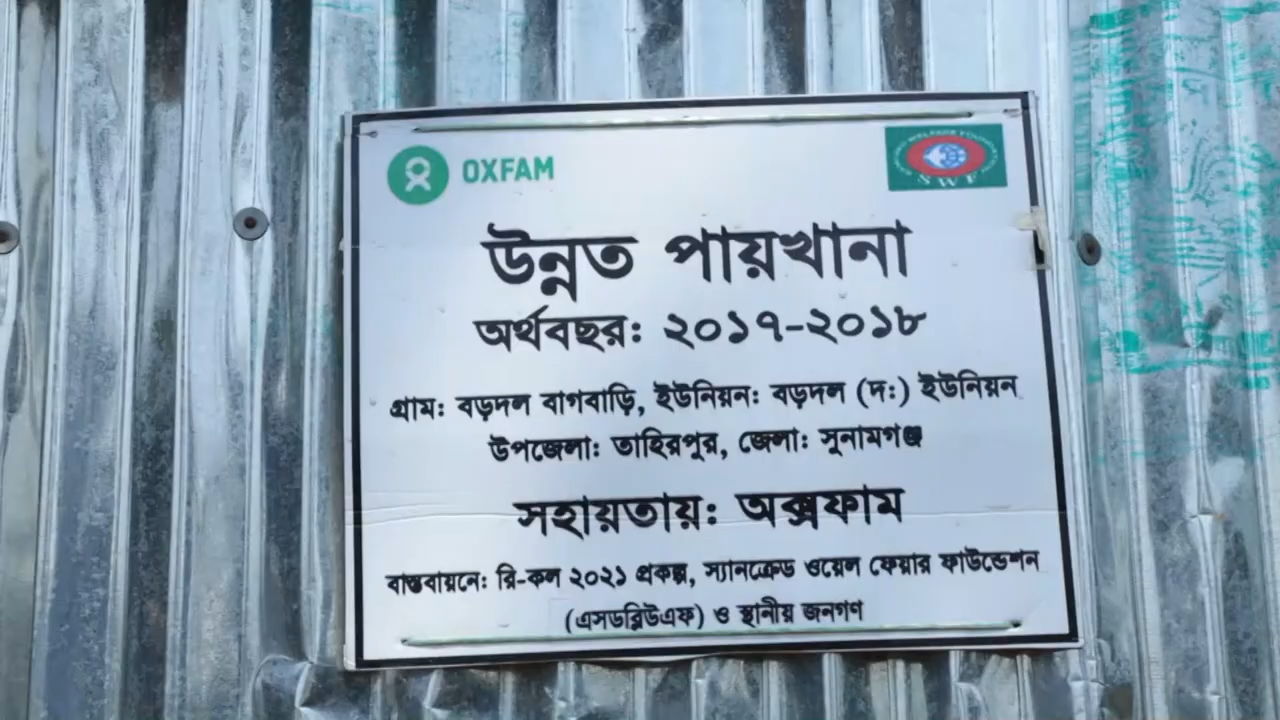 OXFAM
SWF
উন্নত পায়খানা
অর্থবছর: ২০১৭-২০১৮
গ্রাম: বড়দল বাগবাড়ি, ইউনিয়ন: বড়দল (দ:) ইউনিয়ন
উপজেলা: তাহিরপুর, জেলা: সুনামগঞ্জ
সহায়তায়: অক্সফাম
বাস্তবায়নে: রি-কল ২০২১ প্রকল্প, স্যানক্রেড ওয়েল ফেয়ার ফাউন্ডেশন
(এসডব্লিউএফ) ও স্থানীয় জনগণ